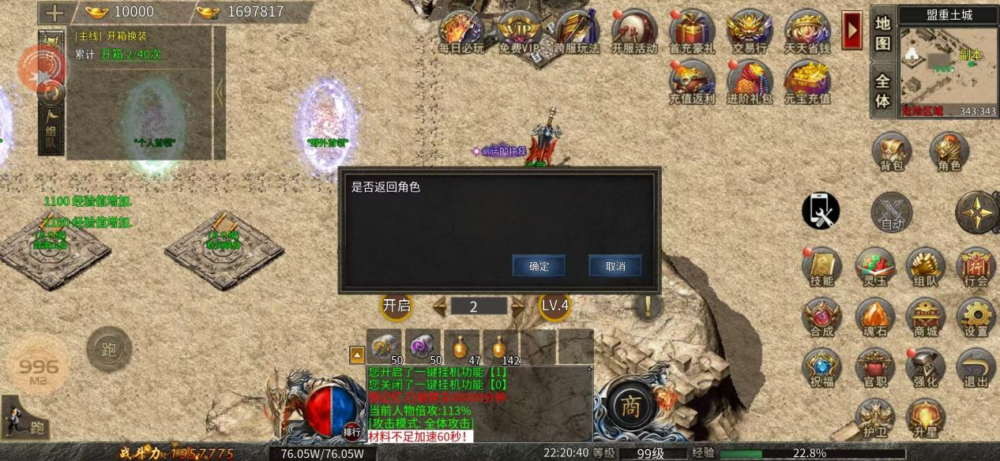 10000
1697817
[主线] 开箱换装
累计 开箱 2/40次
组队
每日必玩
免费VIP
跨服玩法
开服活动
首充豪礼
交易行
天天省钱
充值返利
进阶礼包
元宝充值
地图
全体
盟重土城
副本
危险区域 343:343
背包
角色
*个人首领*
*野外首领*
命运的抉择
是否返回角色
确定
取消
1100 经验值增加.
1100 经验值增加.
自动
技能
灵玉
组队
行会
合成
魂石
商城
设置
祝福
官职
强化
退出
护卫
升星
开启
2
LV.4
跑
996
M2
50
50
47
142
您开启了一键挂机功能【1】
您关闭了一键挂机功能【0】
当前人物倍攻:113%
[攻击模式: 全体攻击]
材料不足加速60秒!
排行
商
跑
战斗力:1957775
76.05W/76.05W
22:20:40 等级 99级 经验 22.8%